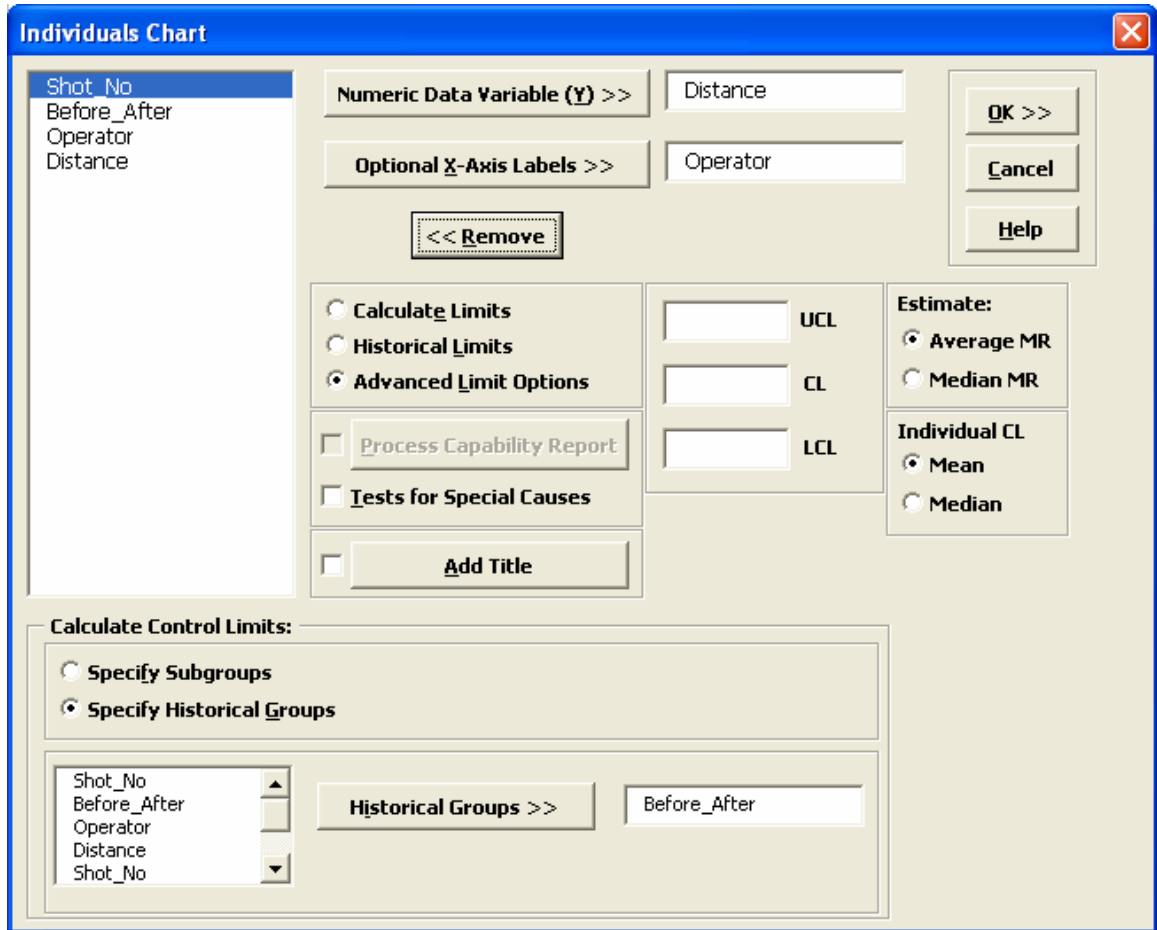 Individuals Chart
Shot_No
Before_After
Operator
Distance
Numeric Data Variable (Y) >>
Distance
Optional X-Axis Labels >>
Operator
<< Remove
OK >>
Cancel
Help
Calculate Limits
Historical Limits
Advanced Limit Options
UCL
CL
LCL
Estimate:
Average MR
Median MR
Individual CL
Mean
Median
Process Capability Report
Tests for Special Causes
Add Title
Calculate Control Limits:
Specify Subgroups
Specify Historical Groups
Shot_No
Before_After
Operator
Distance
Shot_No
Historical Groups >>
Before_After